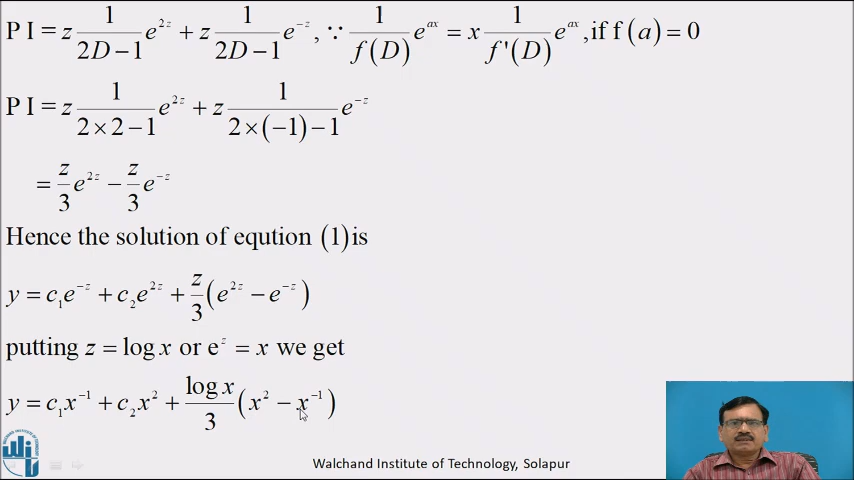 P I = z 1/(2D−1) e^{2z} + z 1/(2D−1) e^{−z}, ∵ 1/f(D) e^{ax} = x 1/f'(D) e^{ax}, if f(a) = 0
P I = z 1/(2×2−1) e^{2z} + z 1/(2×(−1)−1) e^{−z}
= z/3 e^{2z} − z/3 e^{−z}
Hence the solution of eqution (1) is
y = c₁e^{−z} + c₂e^{2z} + z/3 (e^{2z} − e^{−z})
putting z = log x or e^z = x we get
y = c₁x^{−1} + c₂x² + log x/3 (x² − x^{−1})
Walchand Institute of Technology, Solapur